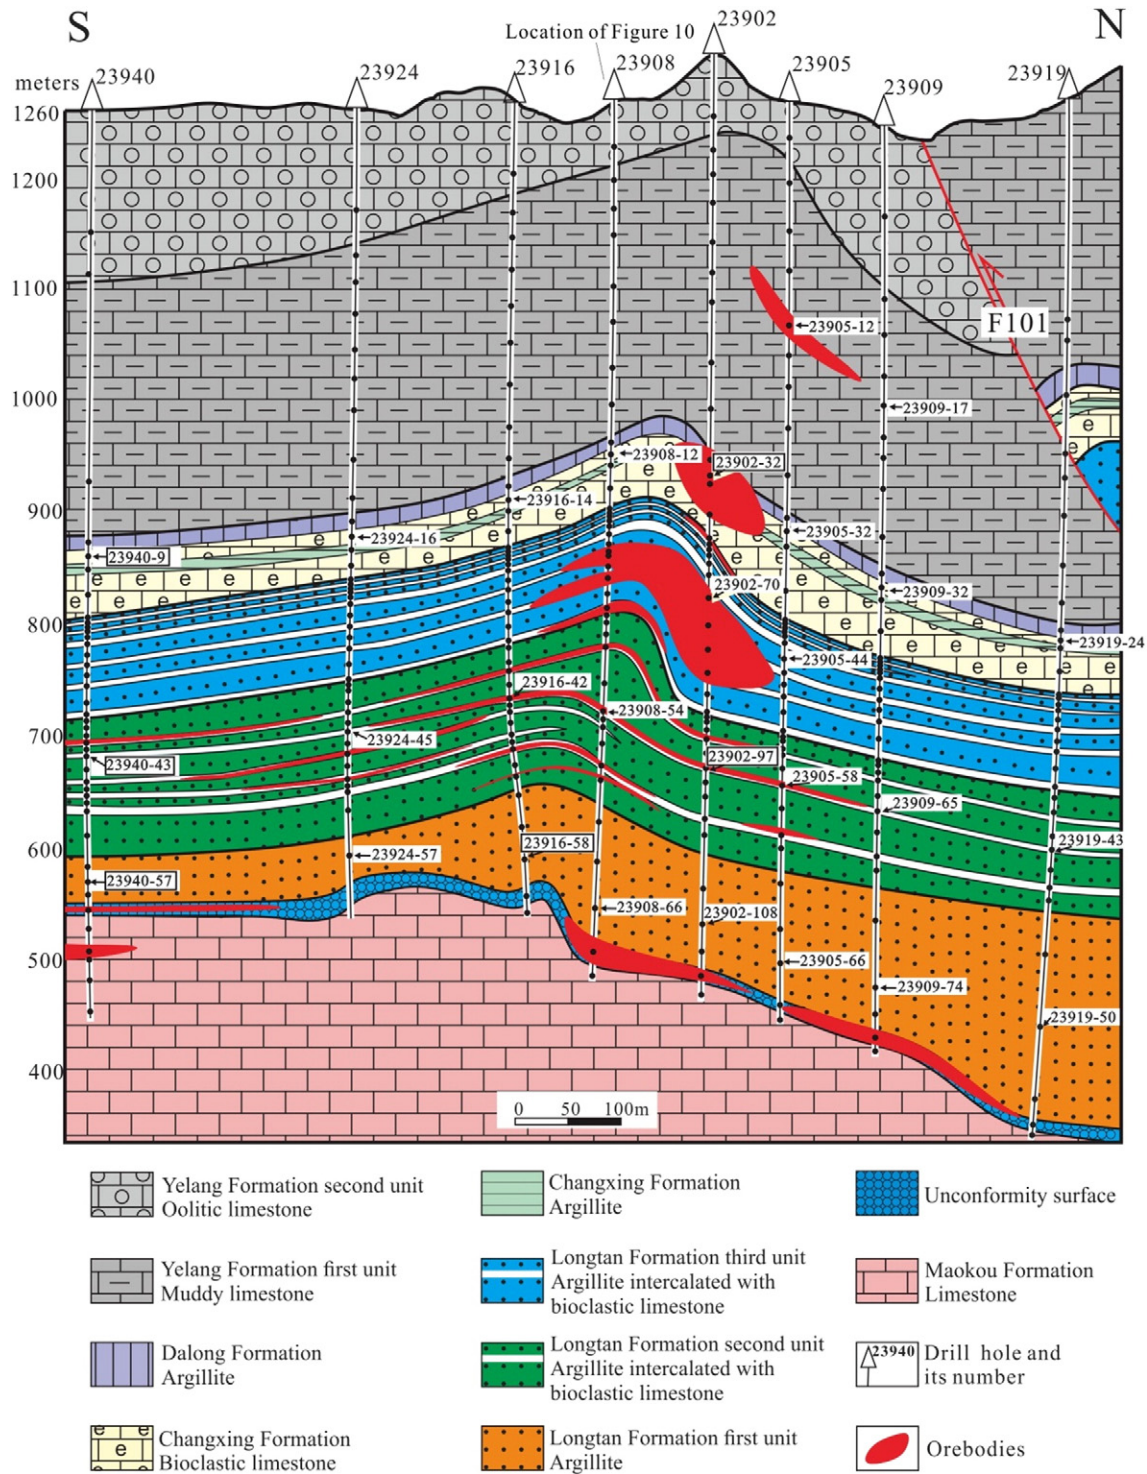 S
N
Location of Figure 10
23902
23940
23924
23916
23908
23905
23909
23919
meters
1260
1200
1100
1000
900
800
700
600
500
400
F101
23905-12
23909-17
23908-12
23902-32
23916-14
23905-32
23924-16
23940-9
23902-70
23909-32
23919-24
23905-44
23916-42
23908-54
23924-45
23940-43
23902-97
23905-58
23909-65
23919-43
23916-58
23924-57
23940-57
23908-66
23902-108
23905-66
23909-74
23919-50
0 50 100m
Yelang Formation second unit
Oolitic limestone
Yelang Formation first unit
Muddy limestone
Dalong Formation
Argillite
e
Changxing Formation
Bioclastic limestone
Changxing Formation
Argillite
Longtan Formation third unit
Argillite intercalated with
bioclastic limestone
Longtan Formation second unit
Argillite intercalated with
bioclastic limestone
Longtan Formation first unit
Argillite
Unconformity surface
Maokou Formation
Limestone
23940
Drill hole and
its number
Orebodies